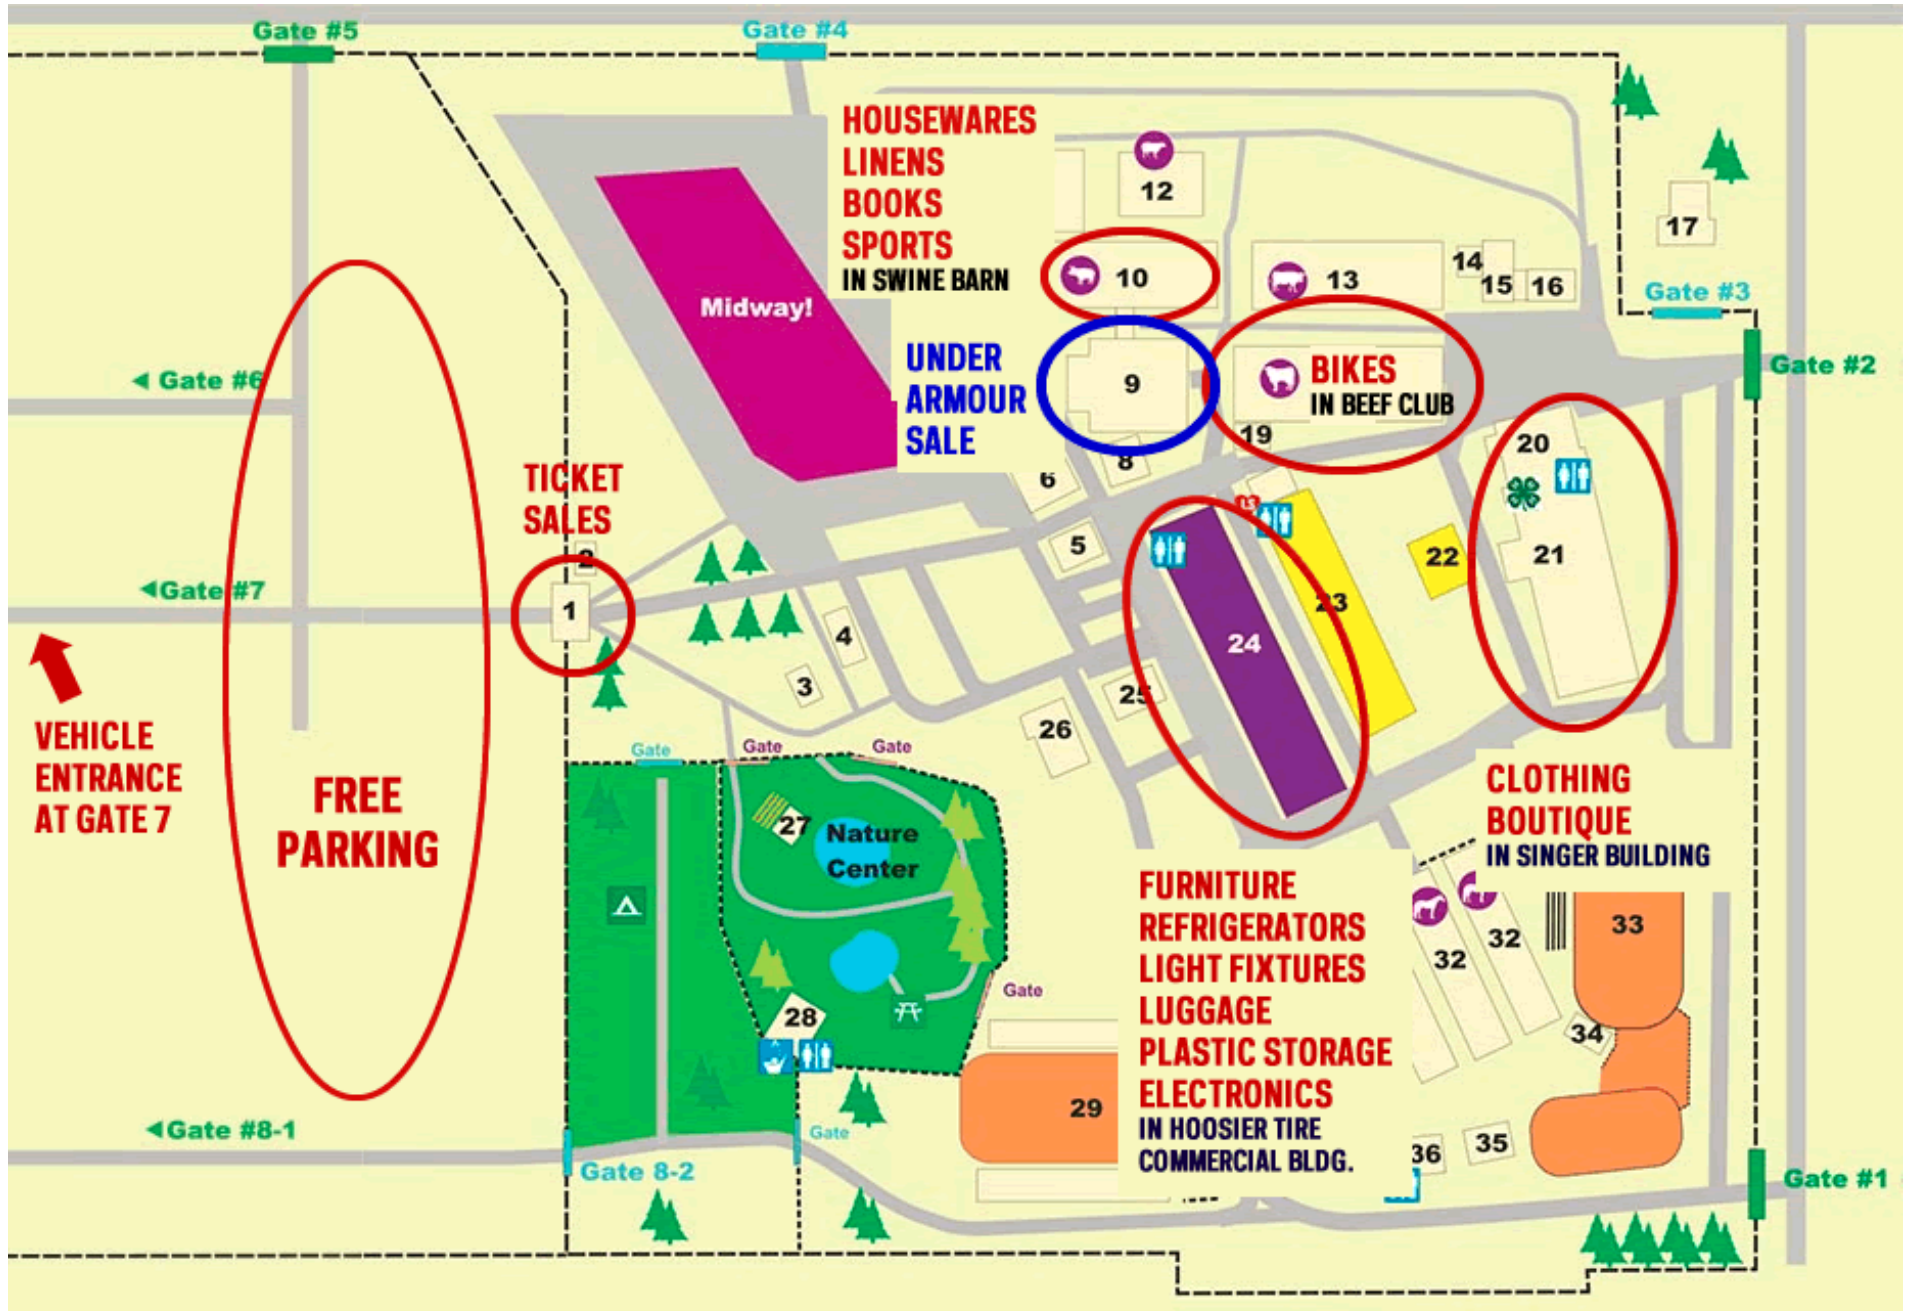 Gate #5
Gate #4
HOUSEWARES
LINENS
BOOKS
SPORTS
IN SWINE BARN
12
17
10
13
14
15
16
Gate #3
Midway!
UNDER
ARMOUR
SALE
9
BIKES
IN BEEF CLUB
Gate #2
Gate #6
19
20
8
6
TICKET
SALES
2
5
22
21
Gate #7
1
23
24
4
3
25
26
VEHICLE
ENTRANCE
AT GATE 7
FREE
PARKING
Gate
Gate
Gate
CLOTHING
BOUTIQUE
IN SINGER BUILDING
27
Nature
Center
FURNITURE
REFRIGERATORS
LIGHT FIXTURES
LUGGAGE
PLASTIC STORAGE
ELECTRONICS
IN HOOSIER TIRE
COMMERCIAL BLDG.
32
32
33
Gate
28
34
29
Gate #8-1
Gate
36
35
Gate 8-2
Gate #1